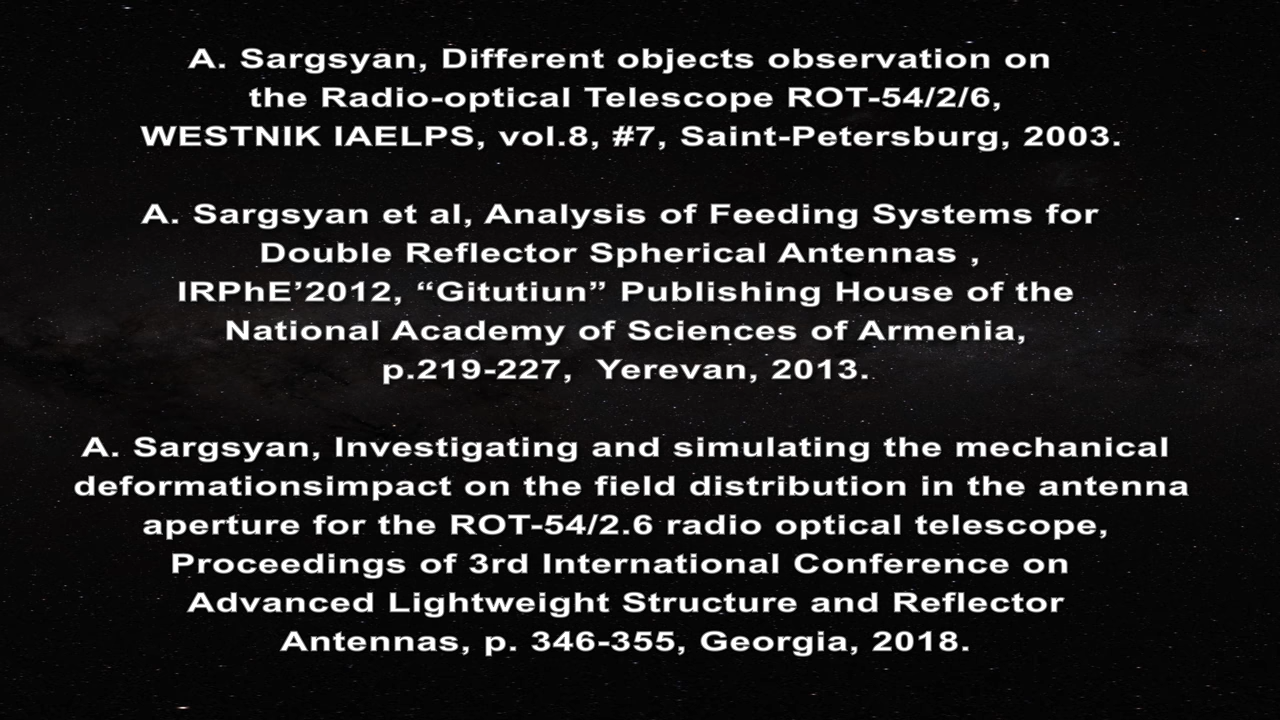 A. Sargsyan, Different objects observation on
the Radio-optical Telescope ROT-54/2/6,
WESTNIK IAELPS, vol.8, #7, Saint-Petersburg, 2003.
A. Sargsyan et al, Analysis of Feeding Systems for
Double Reflector Spherical Antennas ,
IRPhE’2012, “Gitutiun” Publishing House of the
National Academy of Sciences of Armenia,
p.219-227,  Yerevan, 2013.
A. Sargsyan, Investigating and simulating the mechanical
deformationsimpact on the field distribution in the antenna
aperture for the ROT-54/2.6 radio optical telescope,
Proceedings of 3rd International Conference on
Advanced Lightweight Structure and Reflector
Antennas, p. 346-355, Georgia, 2018.